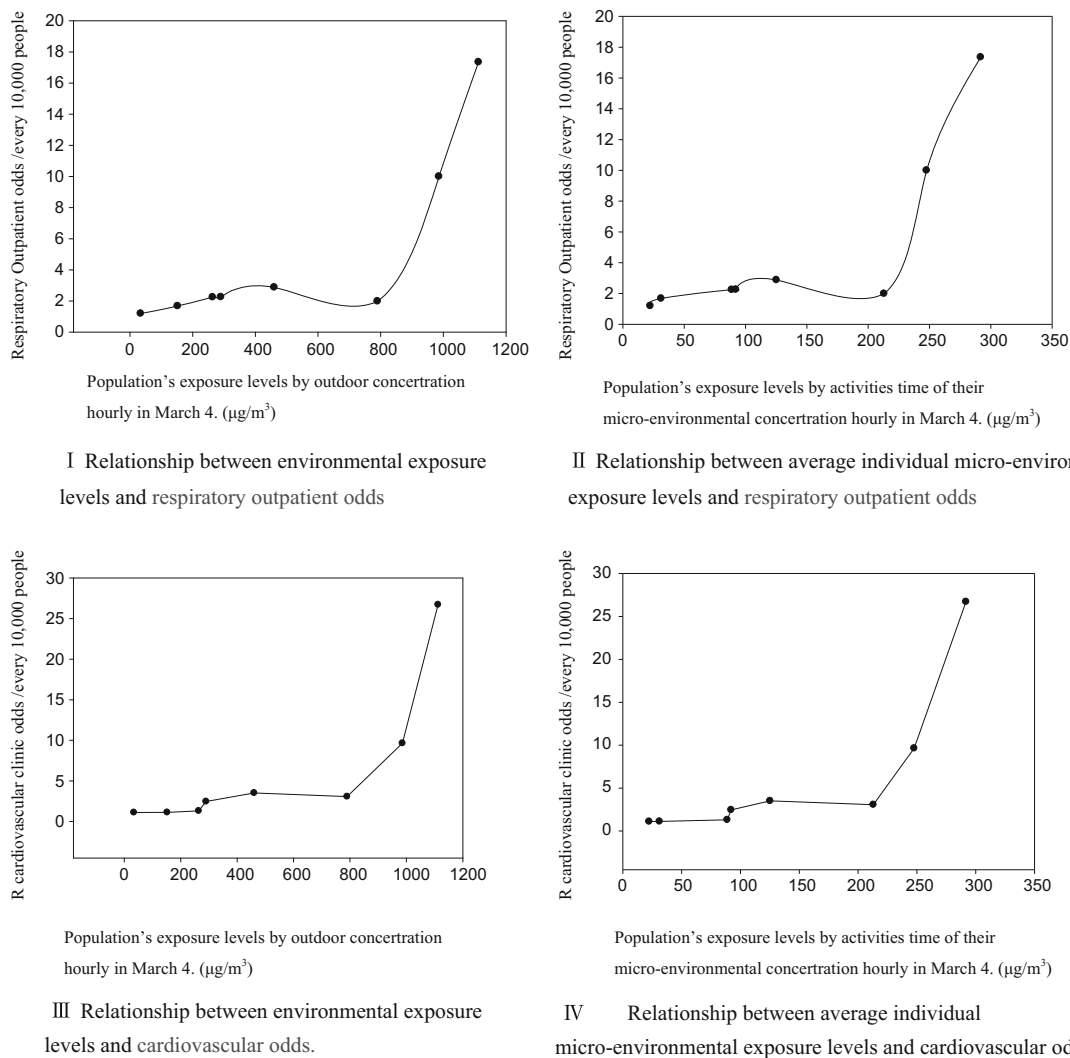 Respiratory Outpatient odds /every 10,000 people
20
18
16
14
12
10
8
6
4
2
0
0 200 400 600 800 1000 1200
Population’s exposure levels by outdoor concertration
hourly in March 4. (μg/m³)
Ⅰ Relationship between environmental exposure
levels and respiratory outpatient odds
Respiratory Outpatient odds /every 10,000 people
20
18
16
14
12
10
8
6
4
2
0
0 50 100 150 200 250 300 350
Population’s exposure levels by activities time of their
micro-environmental concertration hourly in March 4. (μg/m³)
Ⅱ Relationship between average individual micro-environ
exposure levels and respiratory outpatient odds
R cardiovascular clinic odds /every 10,000 people
30
25
20
15
10
5
0
0 200 400 600 800 1000 1200
Population’s exposure levels by outdoor concertration
hourly in March 4. (μg/m³)
Ⅲ Relationship between environmental exposure
levels and cardiovascular odds.
R cardiovascular clinic odds /every 10,000 people
30
25
20
15
10
5
0
0 50 100 150 200 250 300 350
Population’s exposure levels by activities time of their
micro-environmental concertration hourly in March 4. (μg/m³)
Ⅳ Relationship between average individual
micro-environmental exposure levels and cardiovascular od